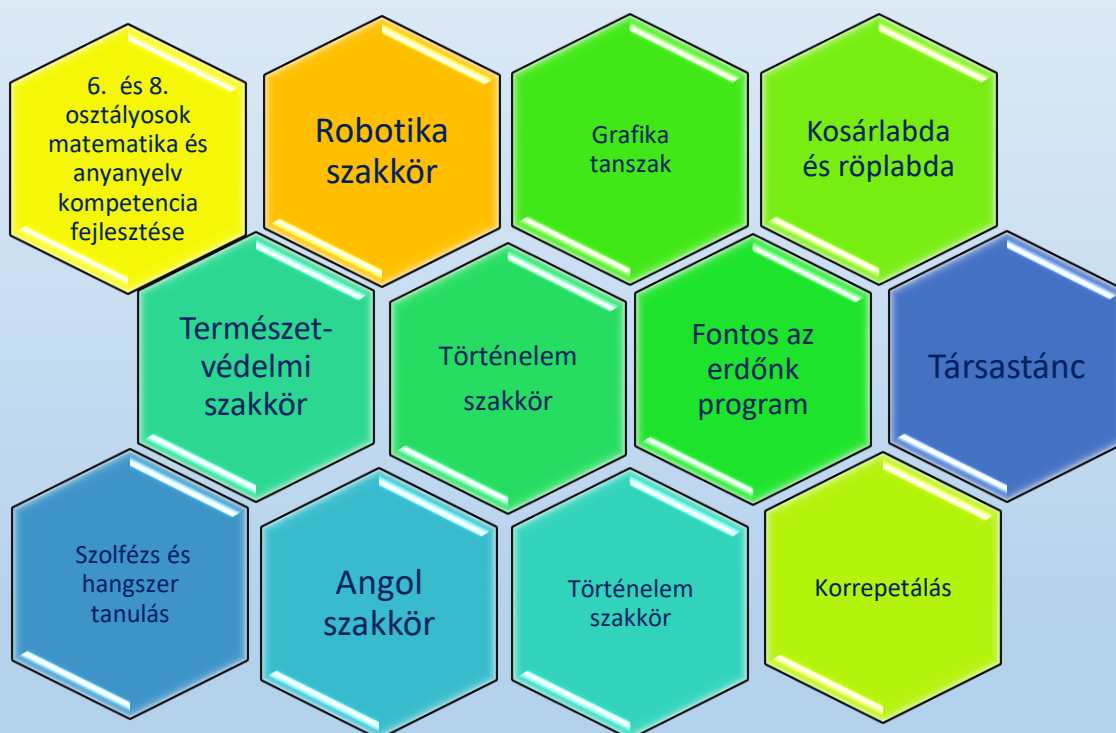 6. és 8.
osztályosok
matematika és
anyanyelv
kompetencia
fejlesztése
Robotika
szakkör
Grafika
tanszak
Kosárlabda
és röplabda
Természet-
védelmi
szakkör
Történelem
szakkör
Fontos az
erdőnk
program
Társastánc
Szolfézs és
hangszer
tanulás
Angol
szakkör
Történelem
szakkör
Korrepetálás